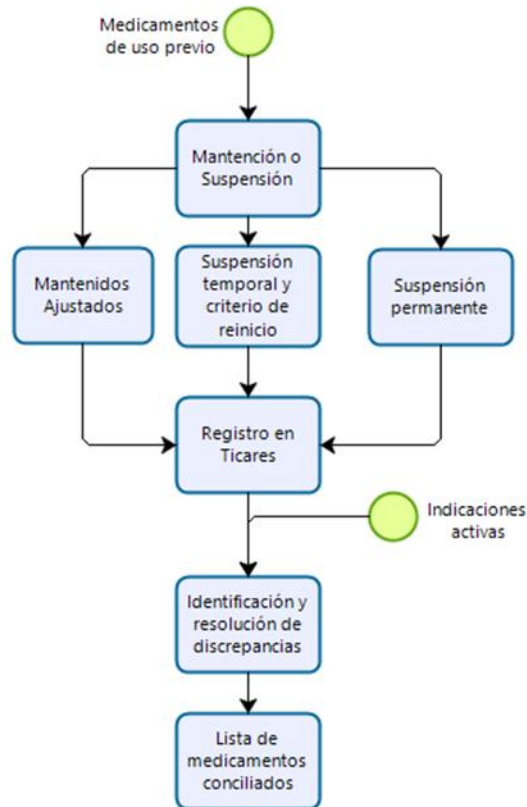 Medicamentos
de uso previo
Mantención o
Suspensión
Mantenidos
Ajustados
Suspensión
temporal y
criterio de
reinicio
Suspensión
permanente
Registro en
Ticares
Indicaciones
activas
Identificación y
resolución de
discrepancias
Lista de
medicamentos
conciliados